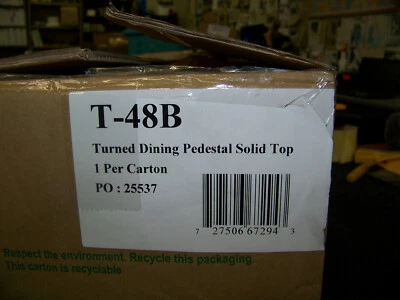 T-48B
Turned Dining Pedestal Solid Top
1 Per Carton
PO : 25537
7 27506 67294 3
Respect the environment. Recycle this packaging.
This carton is recyclable